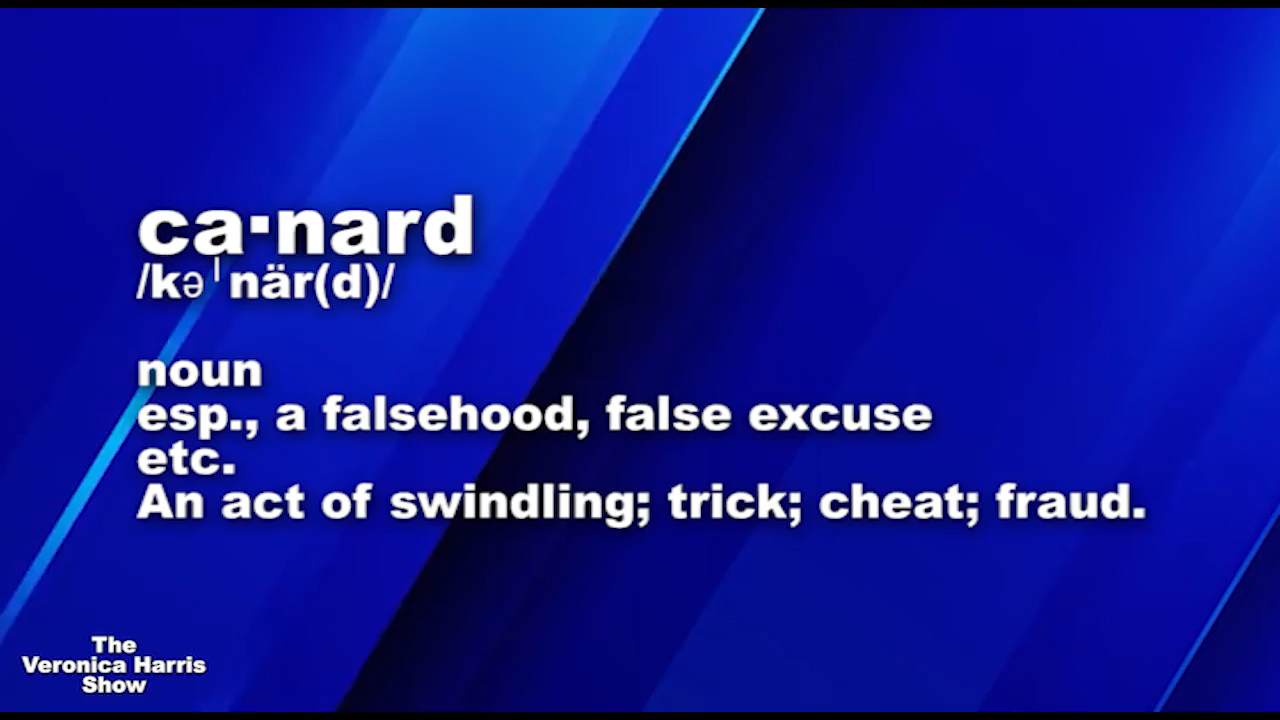 ca·nard
/kəˈnär(d)/
noun
esp., a falsehood, false excuse
etc.
An act of swindling; trick; cheat; fraud.
The
Veronica Harris
Show